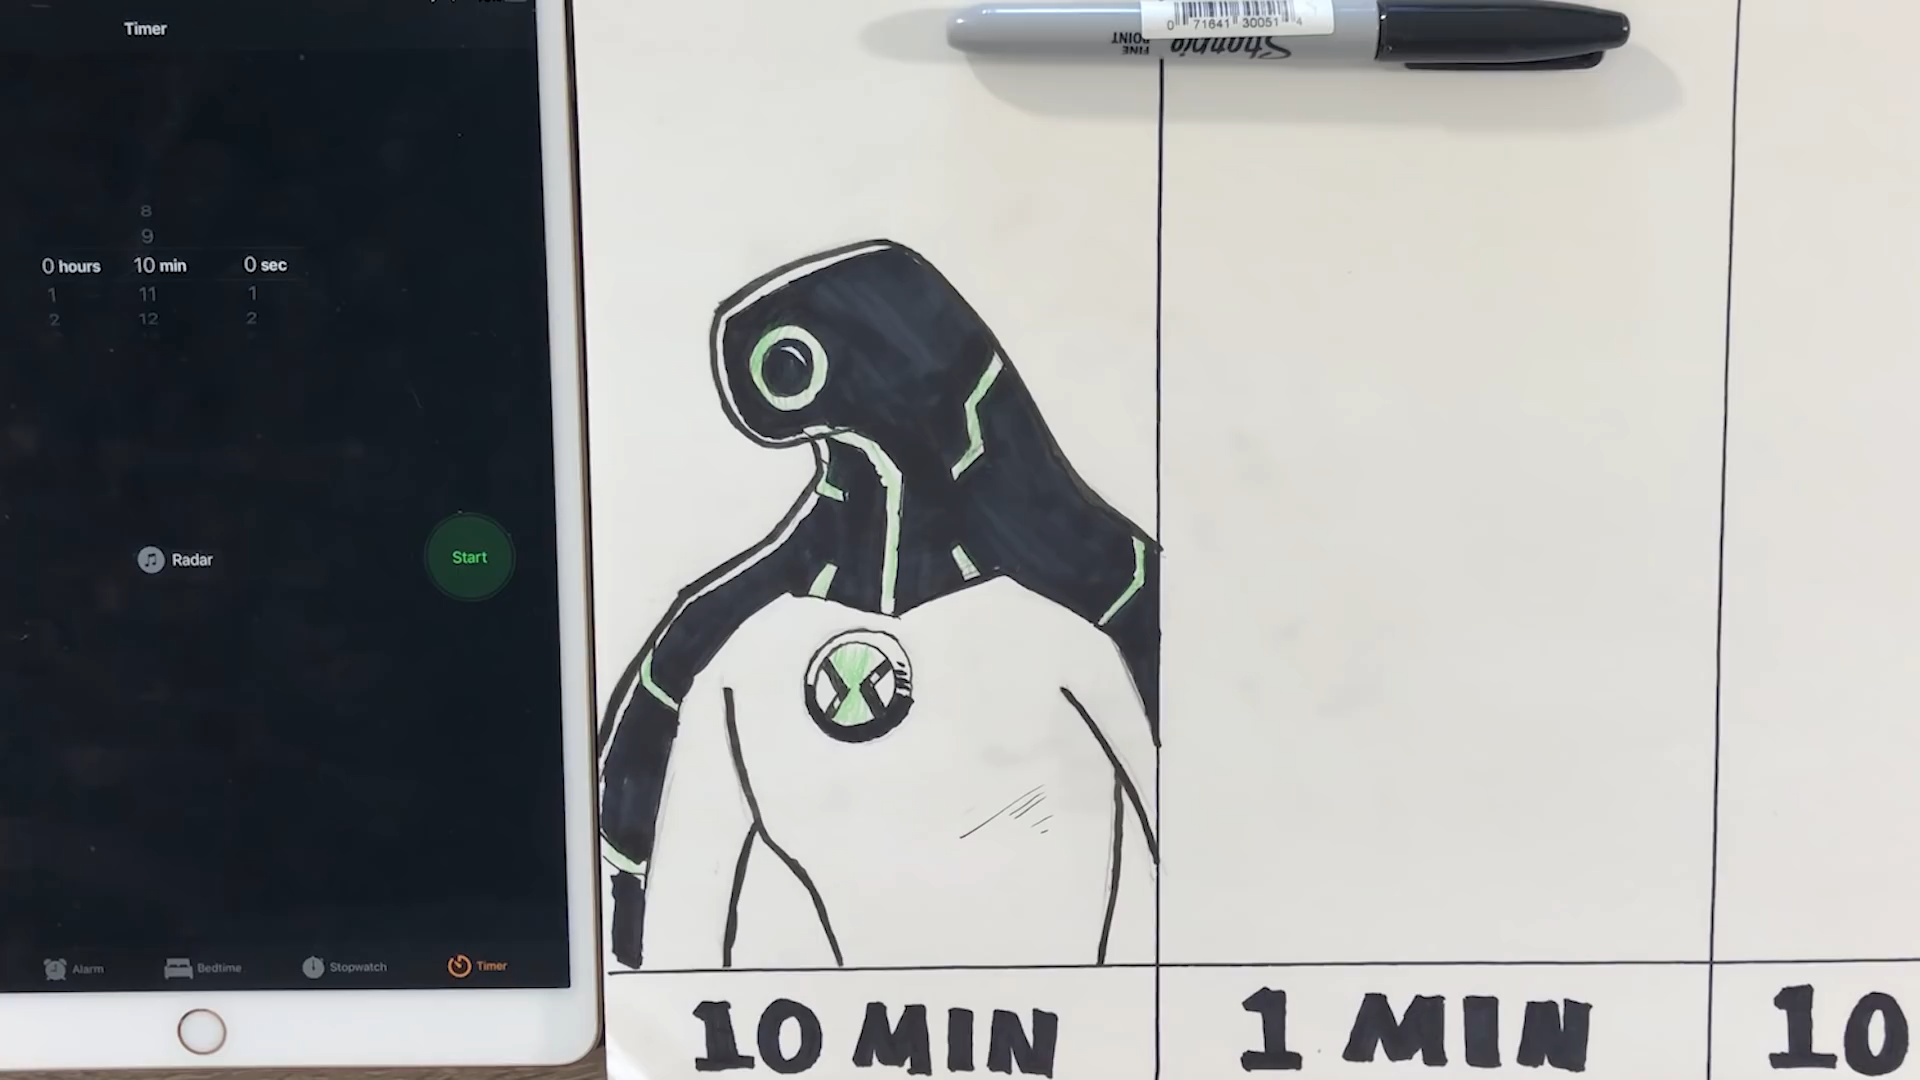 Timer
8
9
0 hours 10 min 0 sec
1 11 1
2 12 2
Radar
Start
Alarm Bedtime Stopwatch Timer
0 71641 30051 4
Sharpie
FINE
POINT
10 MIN
1 MIN
10